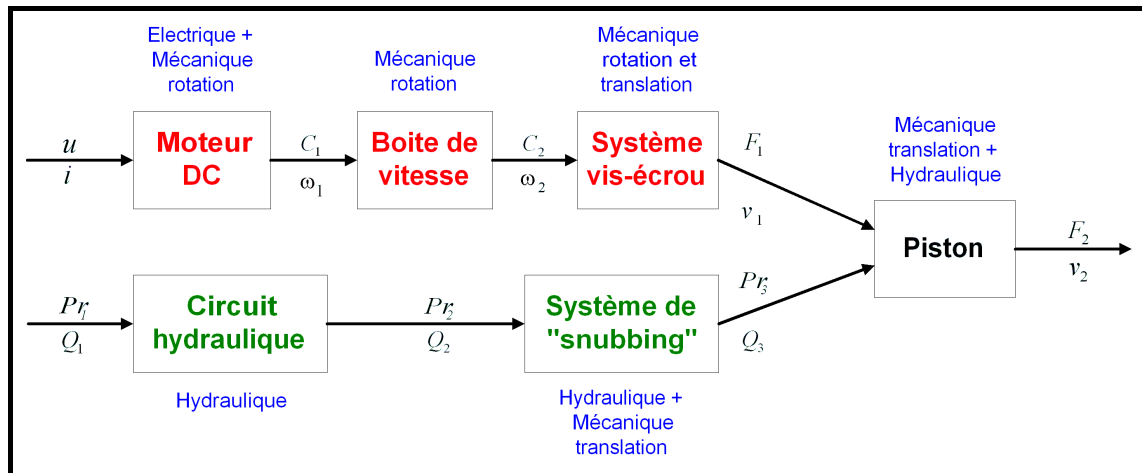 Electrique +
Mécanique
rotation
Mécanique
rotation
Mécanique
rotation et
translation
u
i
Moteur
DC
C₁
ω₁
Boite de
vitesse
C₂
ω₂
Système
vis-écrou
F₁
v₁
Mécanique
translation +
Hydraulique
Piston
F₂
v₂
Pr₁
Q₁
Circuit
hydraulique
Pr₂
Q₂
Système de
"snubbing"
Pr₃
Q₃
Hydraulique
Hydraulique +
Mécanique
translation